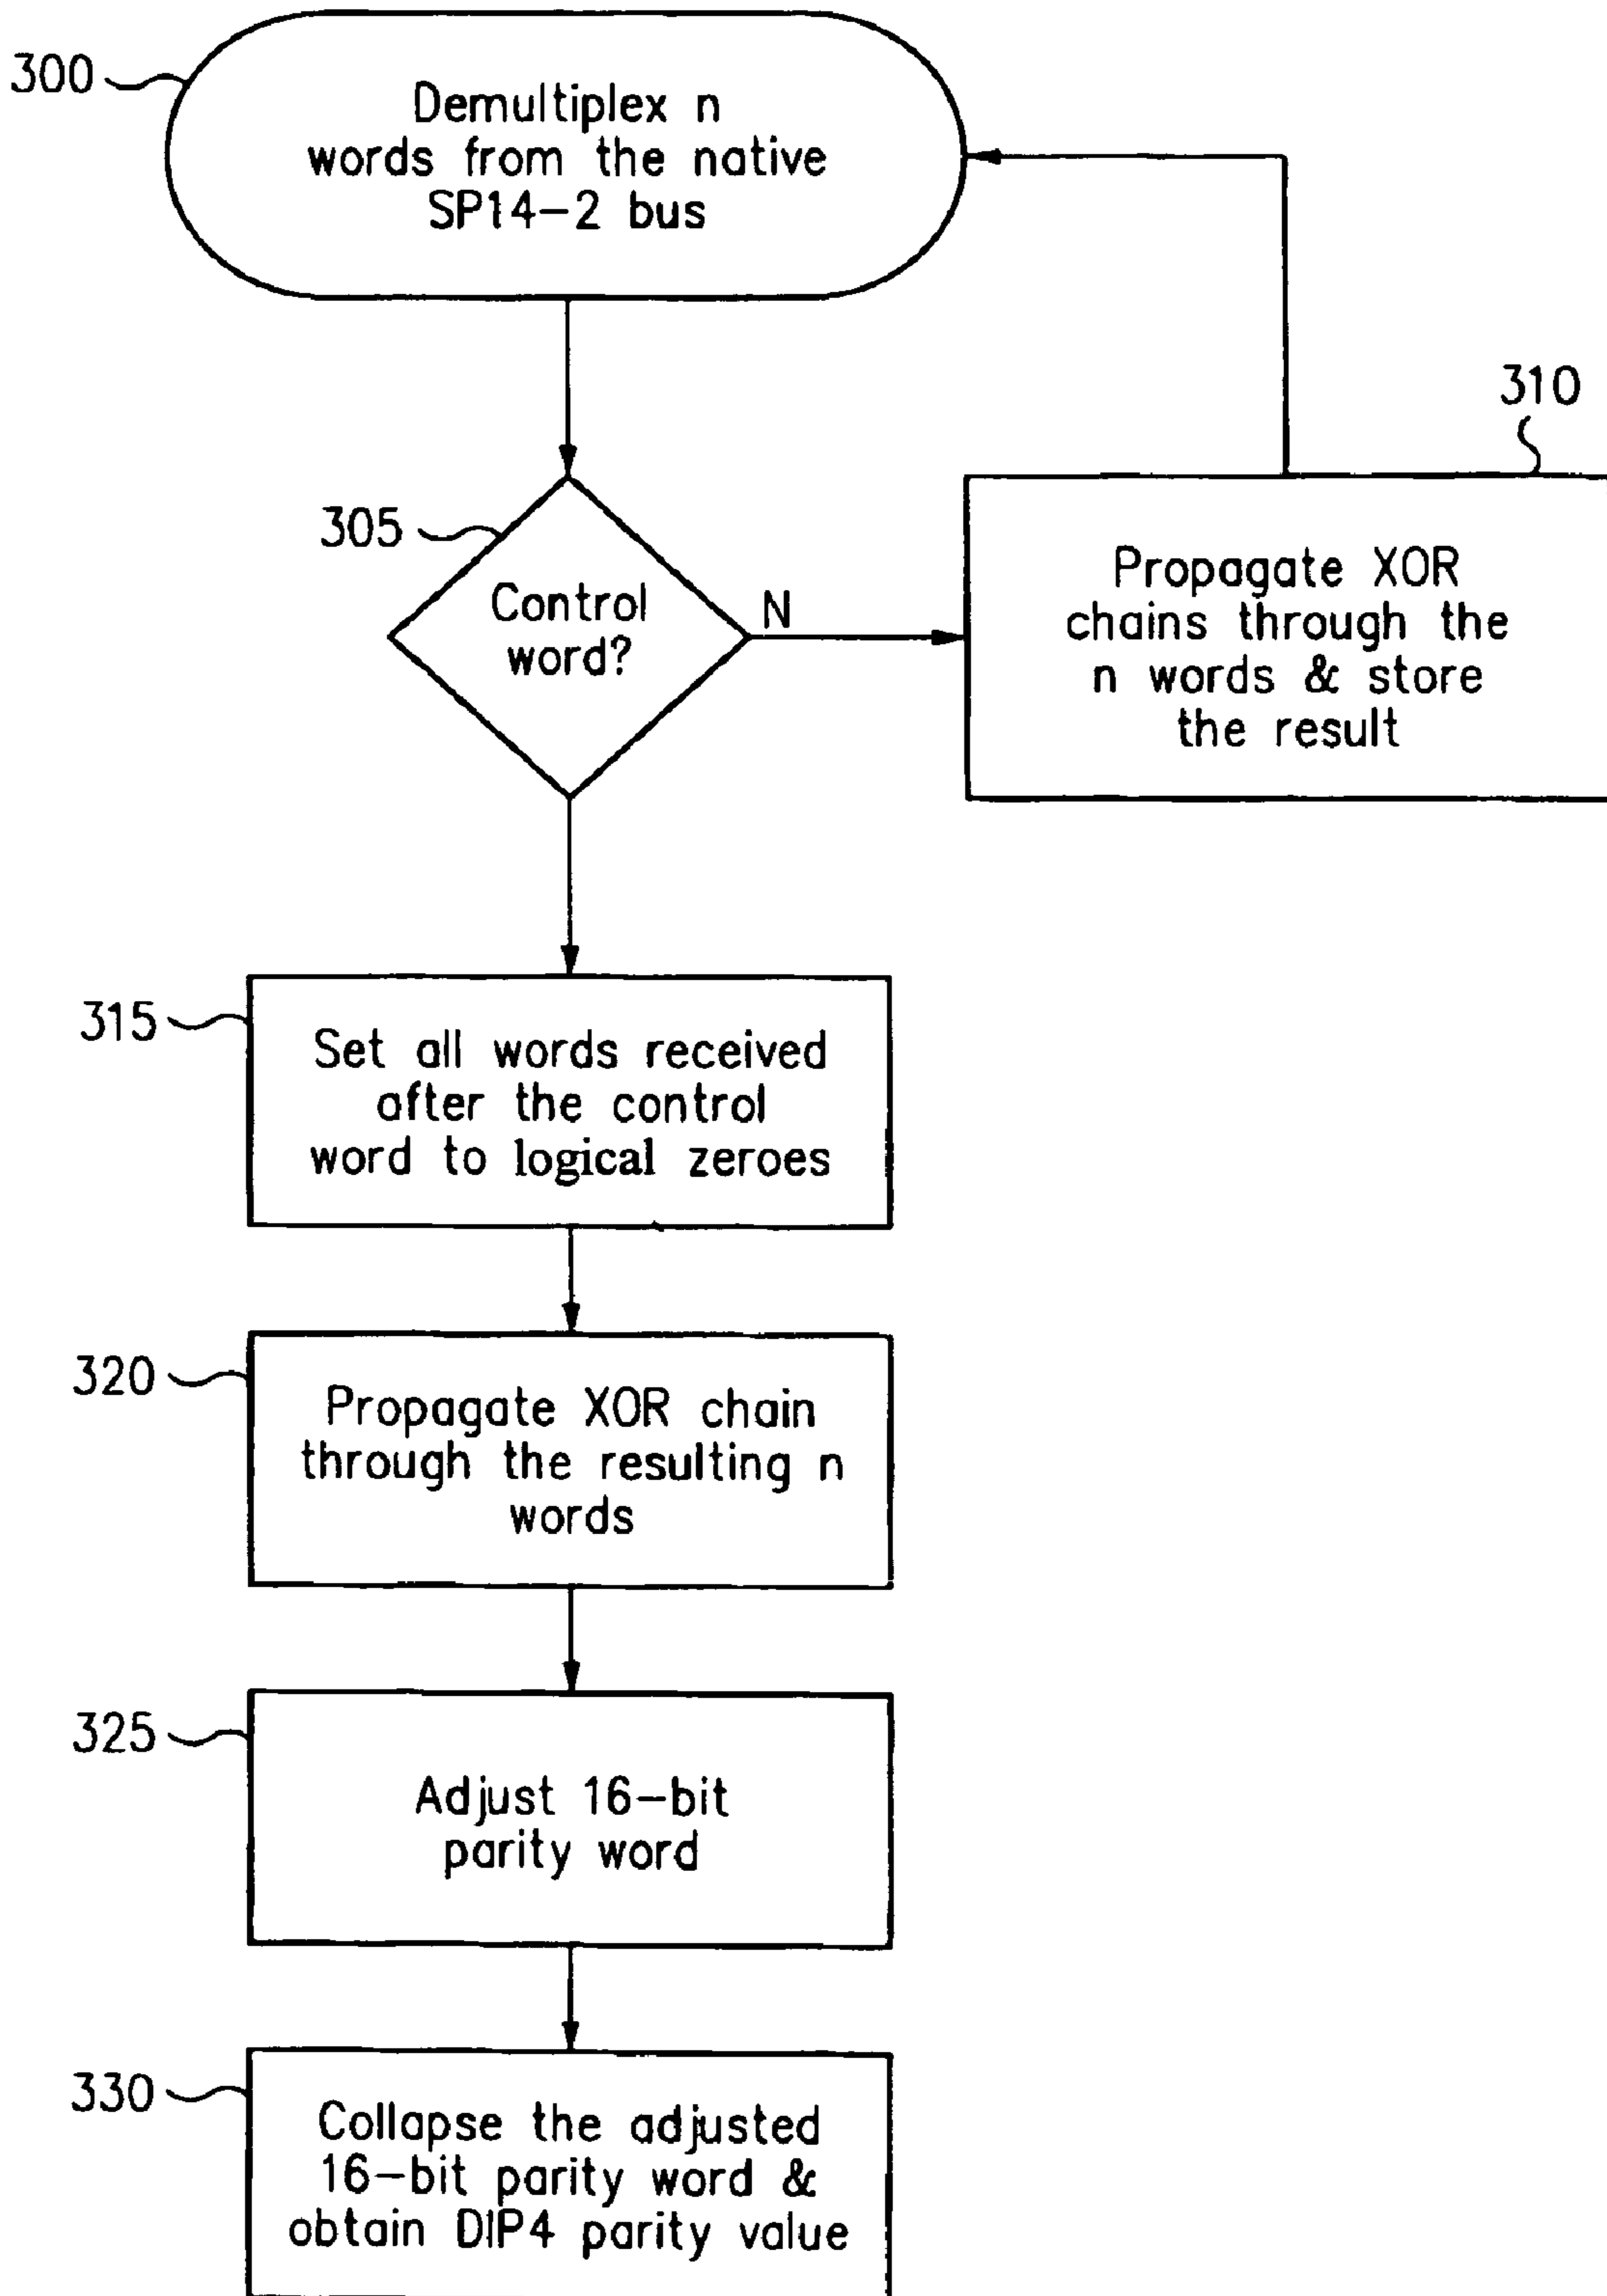 300
Demultiplex n
words from the native
SP14-2 bus
310
305
Control
word?
N
Propagate XOR
chains through the
n words & store
the result
315
Set all words received
after the control
word to logical zeroes
320
Propagate XOR chain
through the resulting n
words
325
Adjust 16-bit
parity word
330
Collapse the adjusted
16-bit parity word &
obtain DIP4 parity value